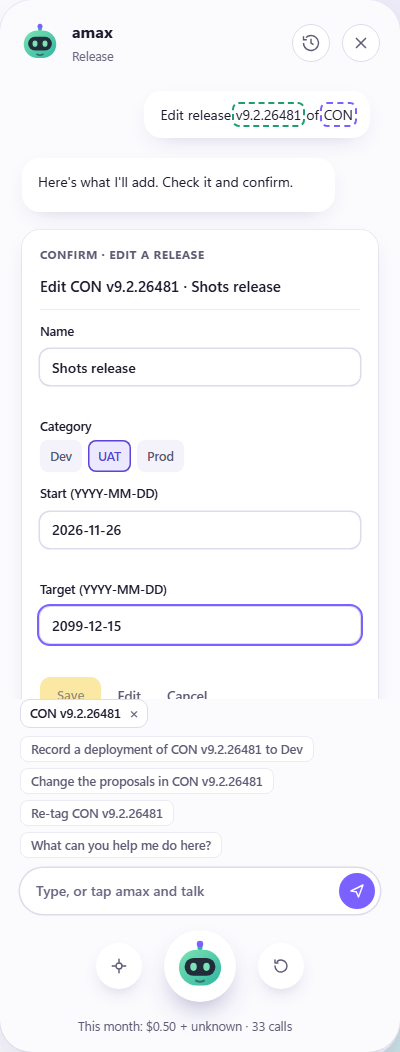 amax
Release
Edit release v9.2.26481 of CON
Here's what I'll add. Check it and confirm.
CONFIRM · EDIT A RELEASE
Edit CON v9.2.26481 · Shots release
Name
Shots release
Category
Dev UAT Prod
Start (YYYY-MM-DD)
2026-11-26
Target (YYYY-MM-DD)
2099-12-15
Save Edit Cancel
CON v9.2.26481 ×
Record a deployment of CON v9.2.26481 to Dev
Change the proposals in CON v9.2.26481
Re-tag CON v9.2.26481
What can you help me do here?
Type, or tap amax and talk
This month: $0.50 + unknown · 33 calls